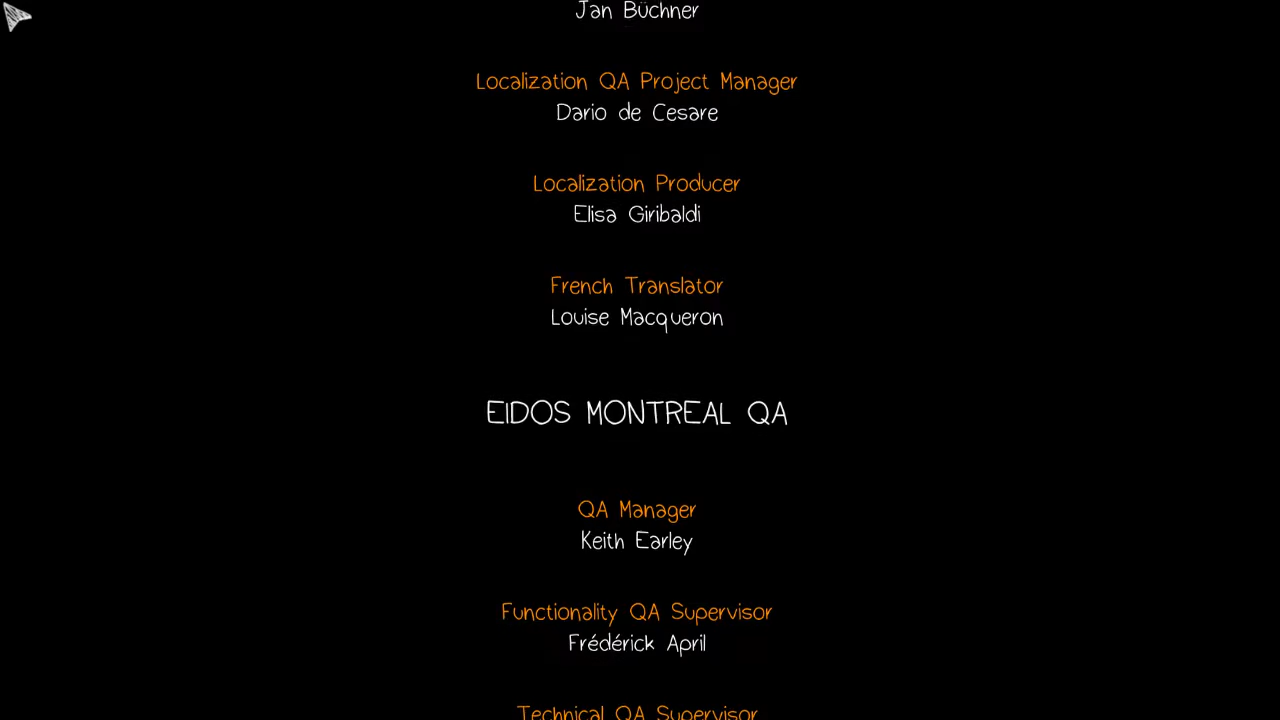 Jan Büchner
Localization QA Project Manager
Dario de Cesare
Localization Producer
Elisa Giribaldi
French Translator
Louise Macqueron
EIDOS MONTREAL QA
QA Manager
Keith Earley
Functionality QA Supervisor
Frédérick April
Technical QA Supervisor